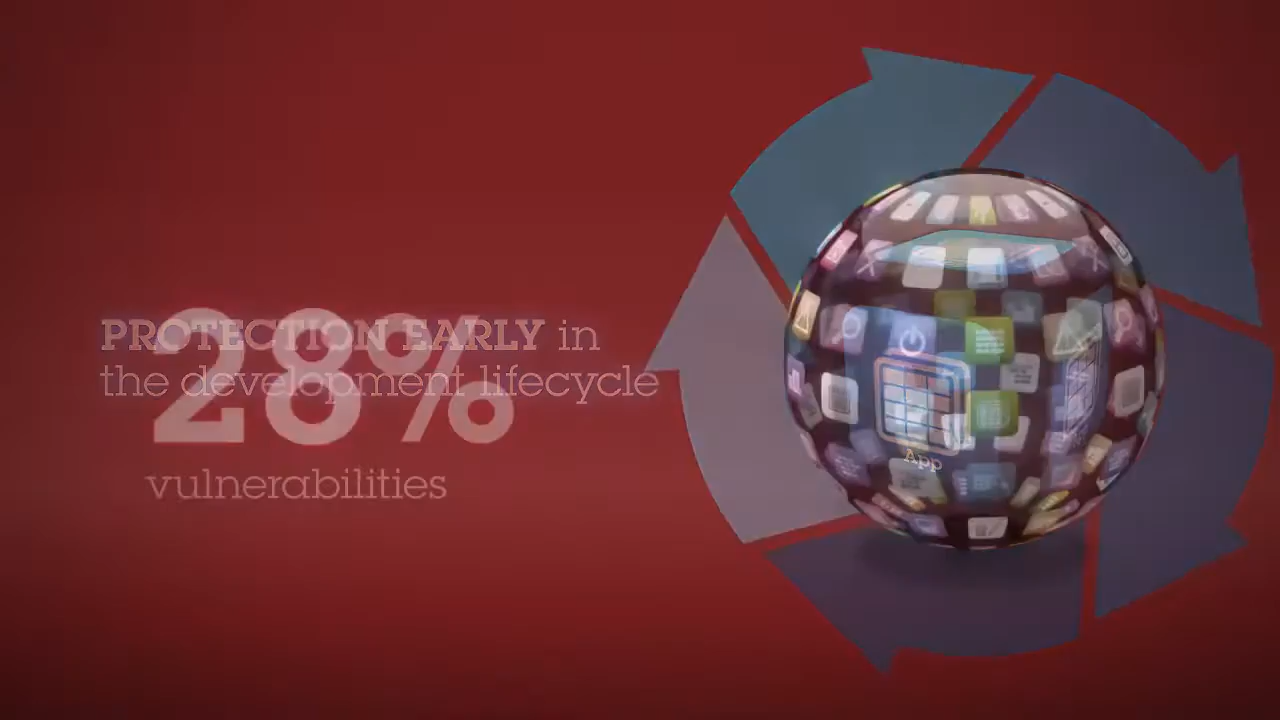 PROTECTION EARLY in
the development lifecycle
28%
vulnerabilities
App